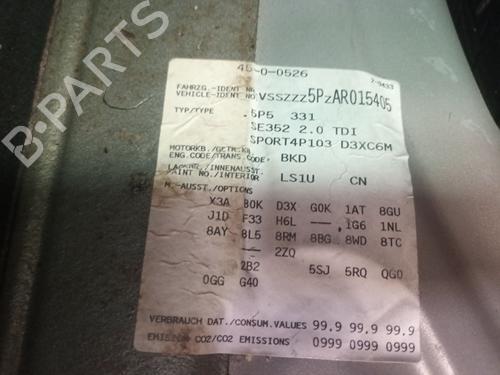 45-0-0526
FAHRZG.-IDENT NR
VEHICLE-IDENT NO VSSZZZ5PZAR015405
TYP/TYPE 5P5 331
SE352 2.0 TDI
SPORT4P103 D3XC6M
MOTORKB./GETR.KB.
ENG.CODE/TRANS.CODE. BKD
LACKNR./INNENAUSST.
PAINT NO./INTERIOR LS1U CN
M.-AUSST./OPTIONS
X3A B0K D3X G0K 1AT 8GU
J1D F33 H6L --- 1G6 1NL
8AY 8L5 8RM 8BG 8WD 8TC
--- 2ZQ
2B2 5SJ 5RQ QG0
0GG G40
VERBRAUCH DAT./CONSUM.VALUES 99.9 99.9 99.9
EMISSION CO2/CO2 EMISSIONS 0999 0999 0999
B-PARTS